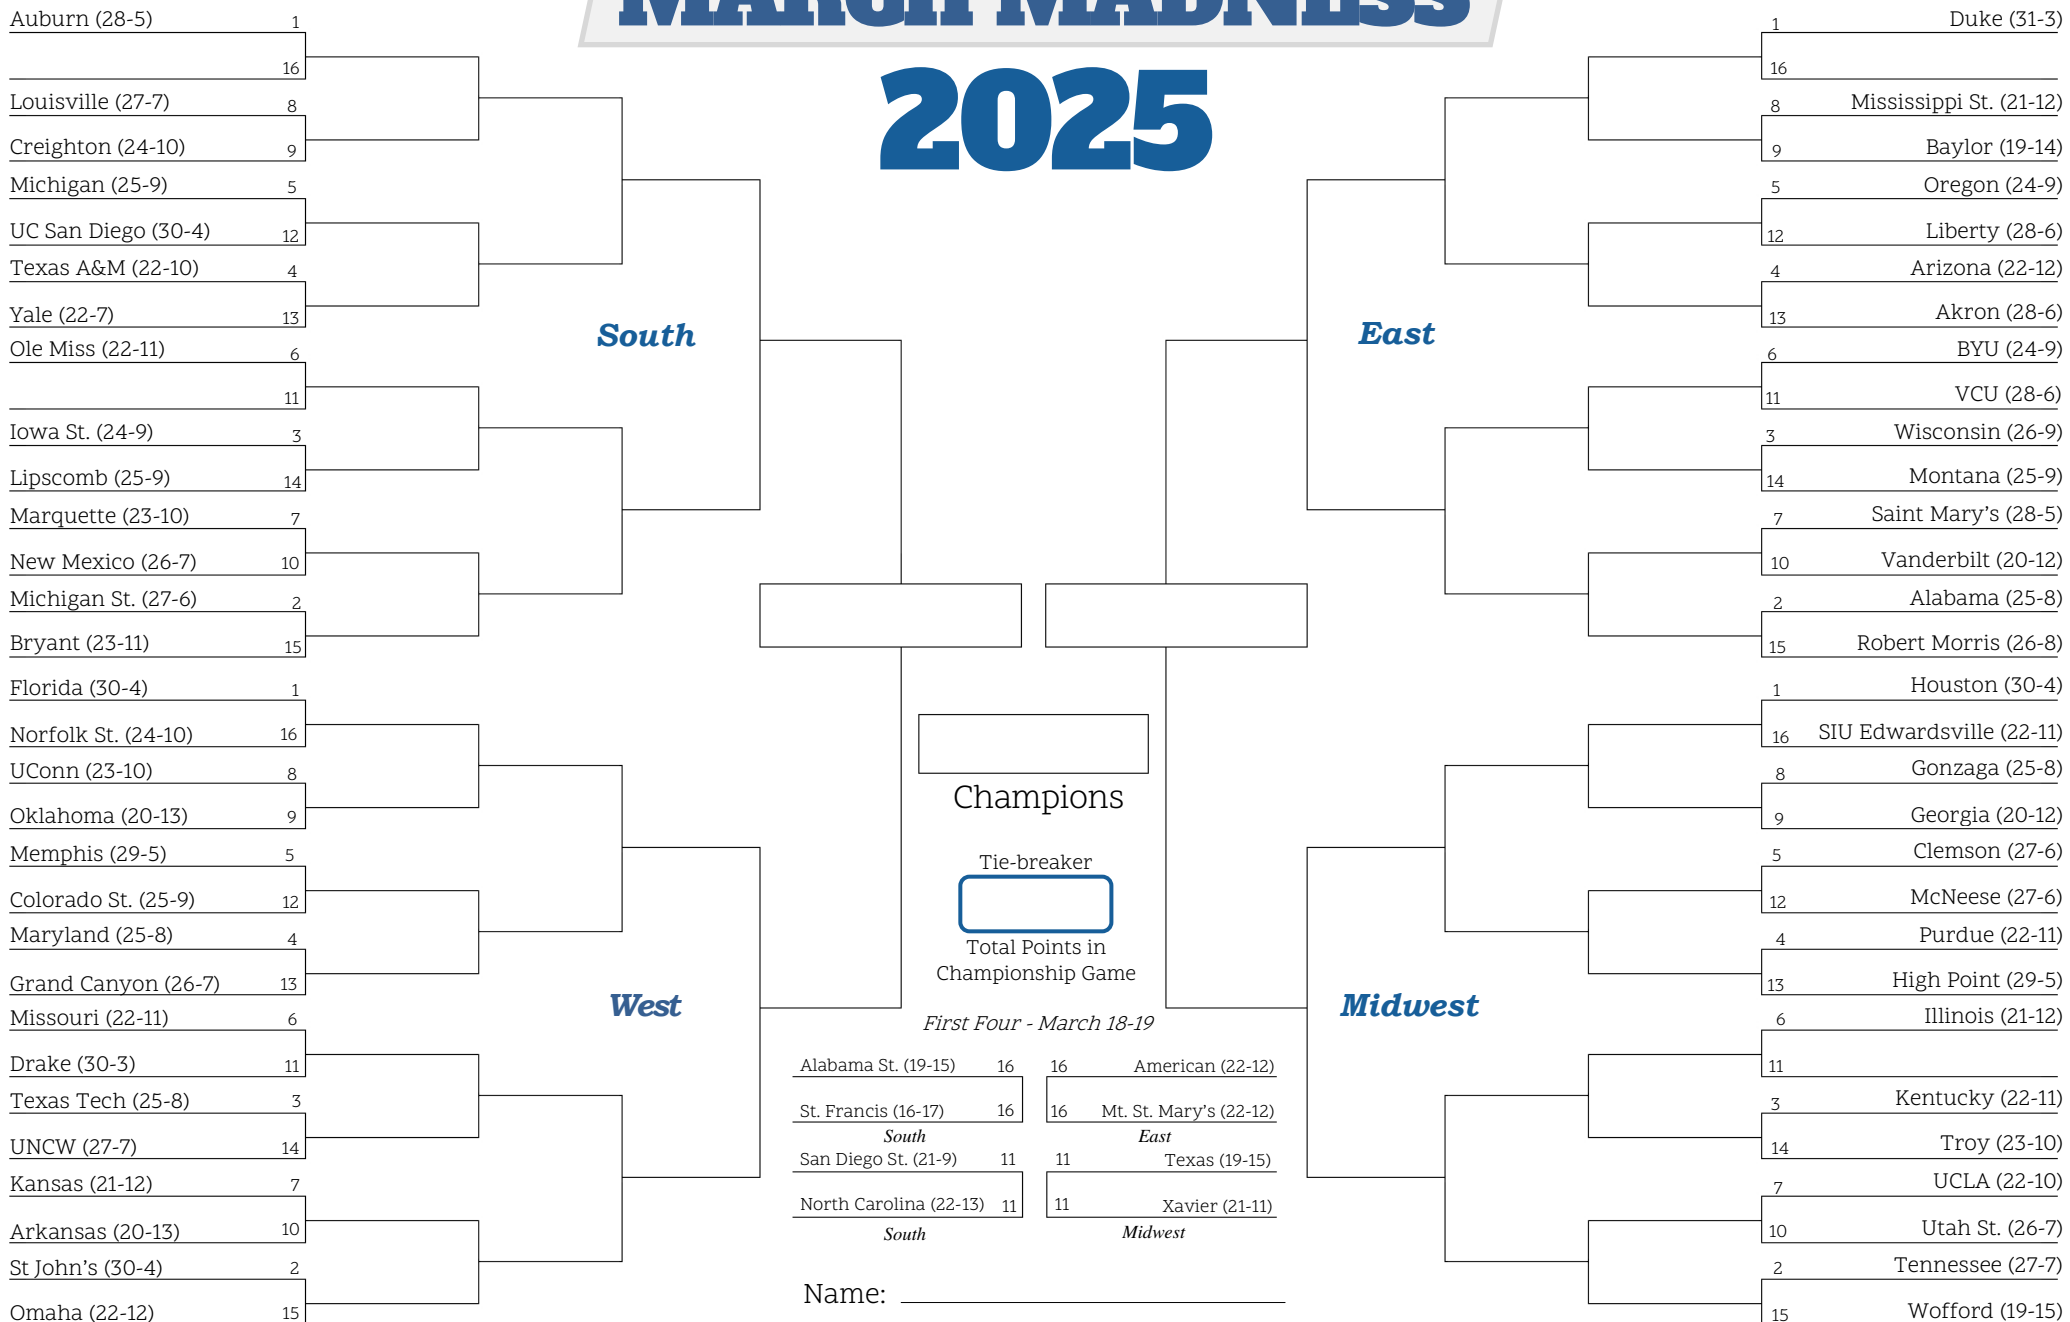 MARCH MADNESS
2025
Auburn (28-5) 1
16
Louisville (27-7) 8
Creighton (24-10) 9
Michigan (25-9) 5
UC San Diego (30-4) 12
Texas A&M (22-10) 4
Yale (22-7) 13
Ole Miss (22-11) 6
11
Iowa St. (24-9) 3
Lipscomb (25-9) 14
Marquette (23-10) 7
New Mexico (26-7) 10
Michigan St. (27-6) 2
Bryant (23-11) 15
South
Florida (30-4) 1
Norfolk St. (24-10) 16
UConn (23-10) 8
Oklahoma (20-13) 9
Memphis (29-5) 5
Colorado St. (25-9) 12
Maryland (25-8) 4
Grand Canyon (26-7) 13
Missouri (22-11) 6
Drake (30-3) 11
Texas Tech (25-8) 3
UNCW (27-7) 14
Kansas (21-12) 7
Arkansas (20-13) 10
St John's (30-4) 2
Omaha (22-12) 15
West
Champions
Tie-breaker
Total Points in
Championship Game
First Four - March 18-19
Alabama St. (19-15) 16
St. Francis (16-17) 16
South
San Diego St. (21-9) 11
North Carolina (22-13) 11
South
16 American (22-12)
16 Mt. St. Mary's (22-12)
East
11 Texas (19-15)
11 Xavier (21-11)
Midwest
Name:
1 Duke (31-3)
16
8 Mississippi St. (21-12)
9 Baylor (19-14)
5 Oregon (24-9)
12 Liberty (28-6)
4 Arizona (22-12)
13 Akron (28-6)
6 BYU (24-9)
11 VCU (28-6)
3 Wisconsin (26-9)
14 Montana (25-9)
7 Saint Mary's (28-5)
10 Vanderbilt (20-12)
2 Alabama (25-8)
15 Robert Morris (26-8)
East
1 Houston (30-4)
16 SIU Edwardsville (22-11)
8 Gonzaga (25-8)
9 Georgia (20-12)
5 Clemson (27-6)
12 McNeese (27-6)
4 Purdue (22-11)
13 High Point (29-5)
6 Illinois (21-12)
11
3 Kentucky (22-11)
14 Troy (23-10)
7 UCLA (22-10)
10 Utah St. (26-7)
2 Tennessee (27-7)
15 Wofford (19-15)
Midwest